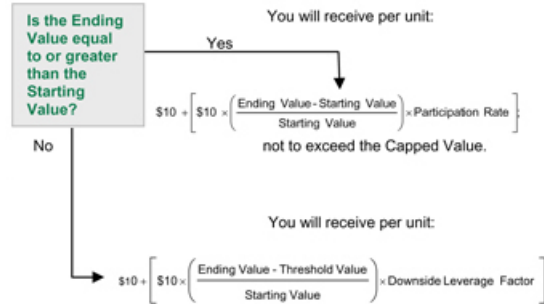 Is the Ending
Value equal
to or greater
than the
Starting
Value?
You will receive per unit:
Yes
$10 + [ $10 × ( (Ending Value - Starting Value) / Starting Value ) × Participation Rate ];
not to exceed the Capped Value.
No
You will receive per unit:
$10 + [ $10 × ( (Ending Value - Threshold Value) / Starting Value ) × Downside Leverage Factor ]